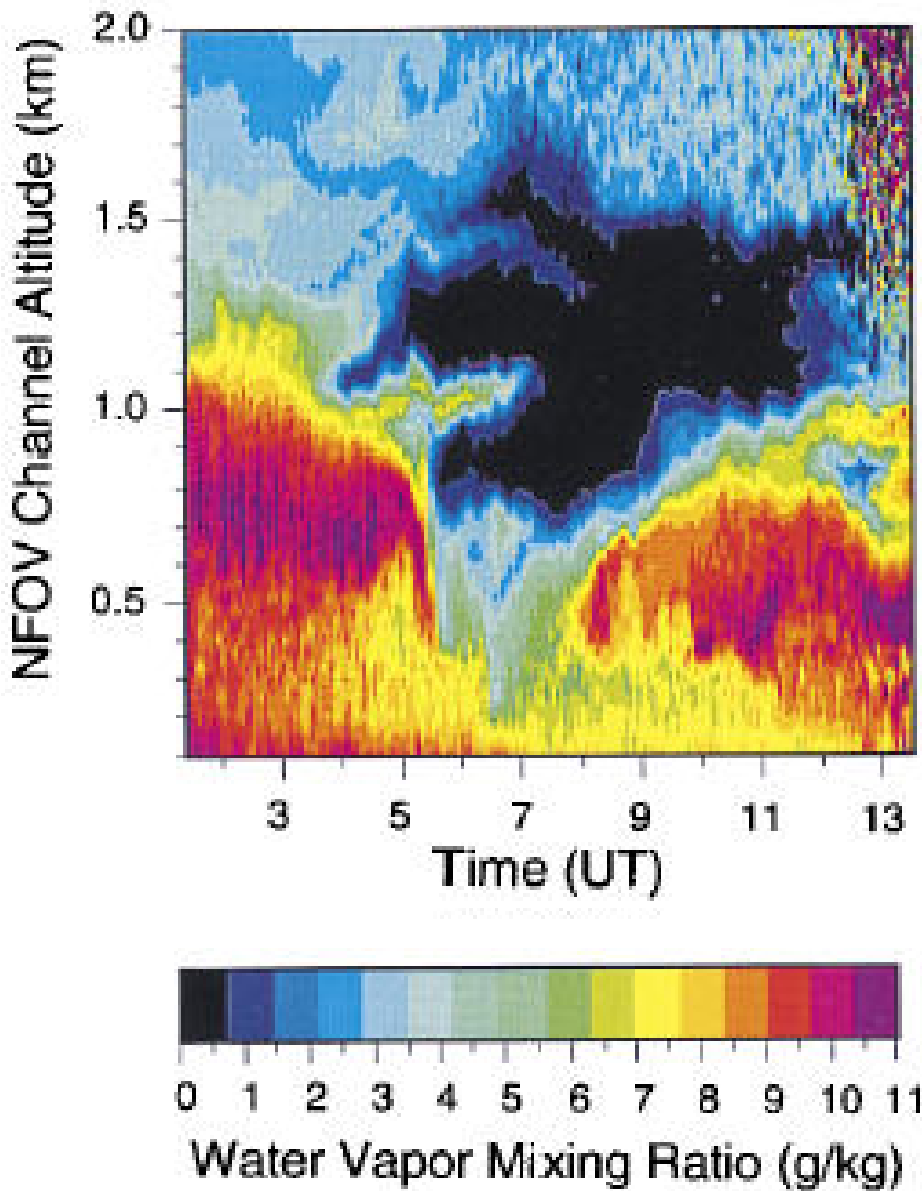 NFOV Channel Altitude (km)
2.0
1.5
1.0
0.5
3 5 7 9 11 13
Time (UT)
0 1 2 3 4 5 6 7 8 9 10 11
Water Vapor Mixing Ratio (g/kg)